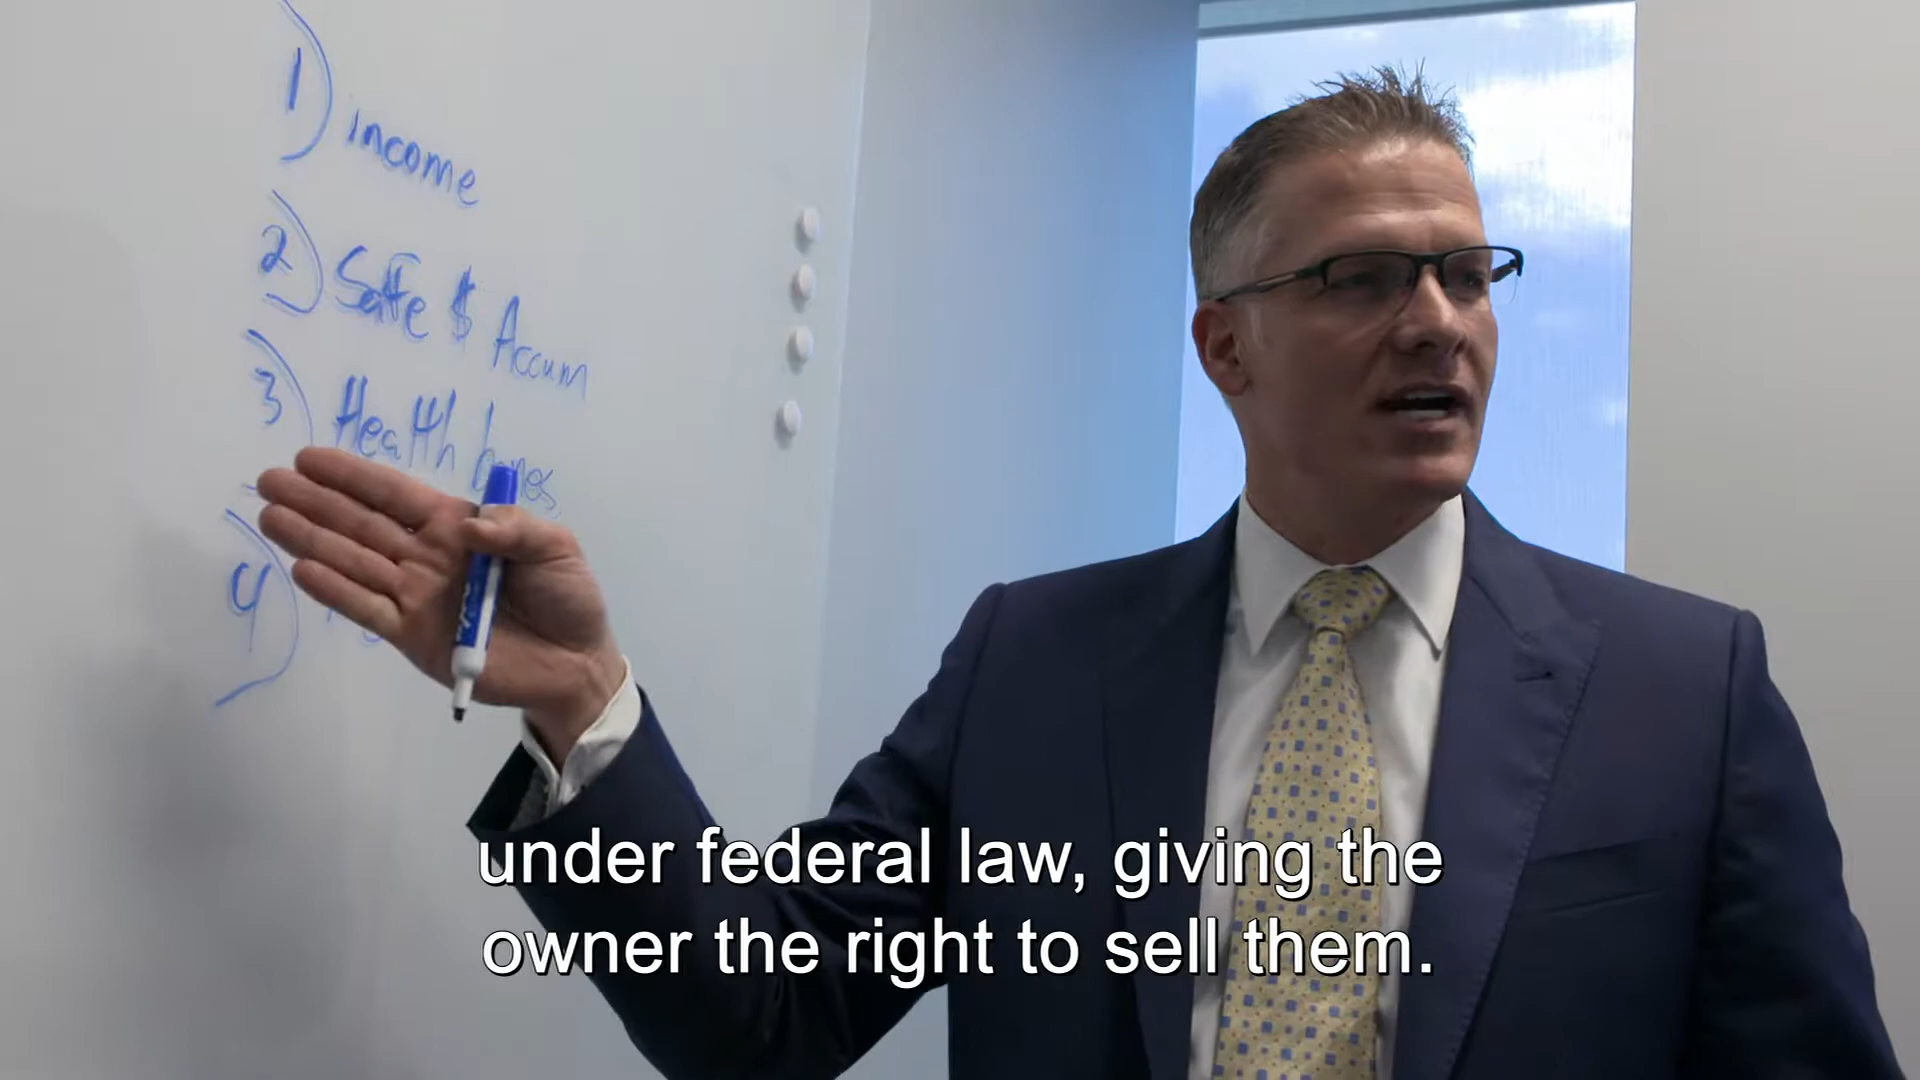 1) income
2) Safe $ Accum
3) Health
4)
under federal law, giving the
owner the right to sell them.